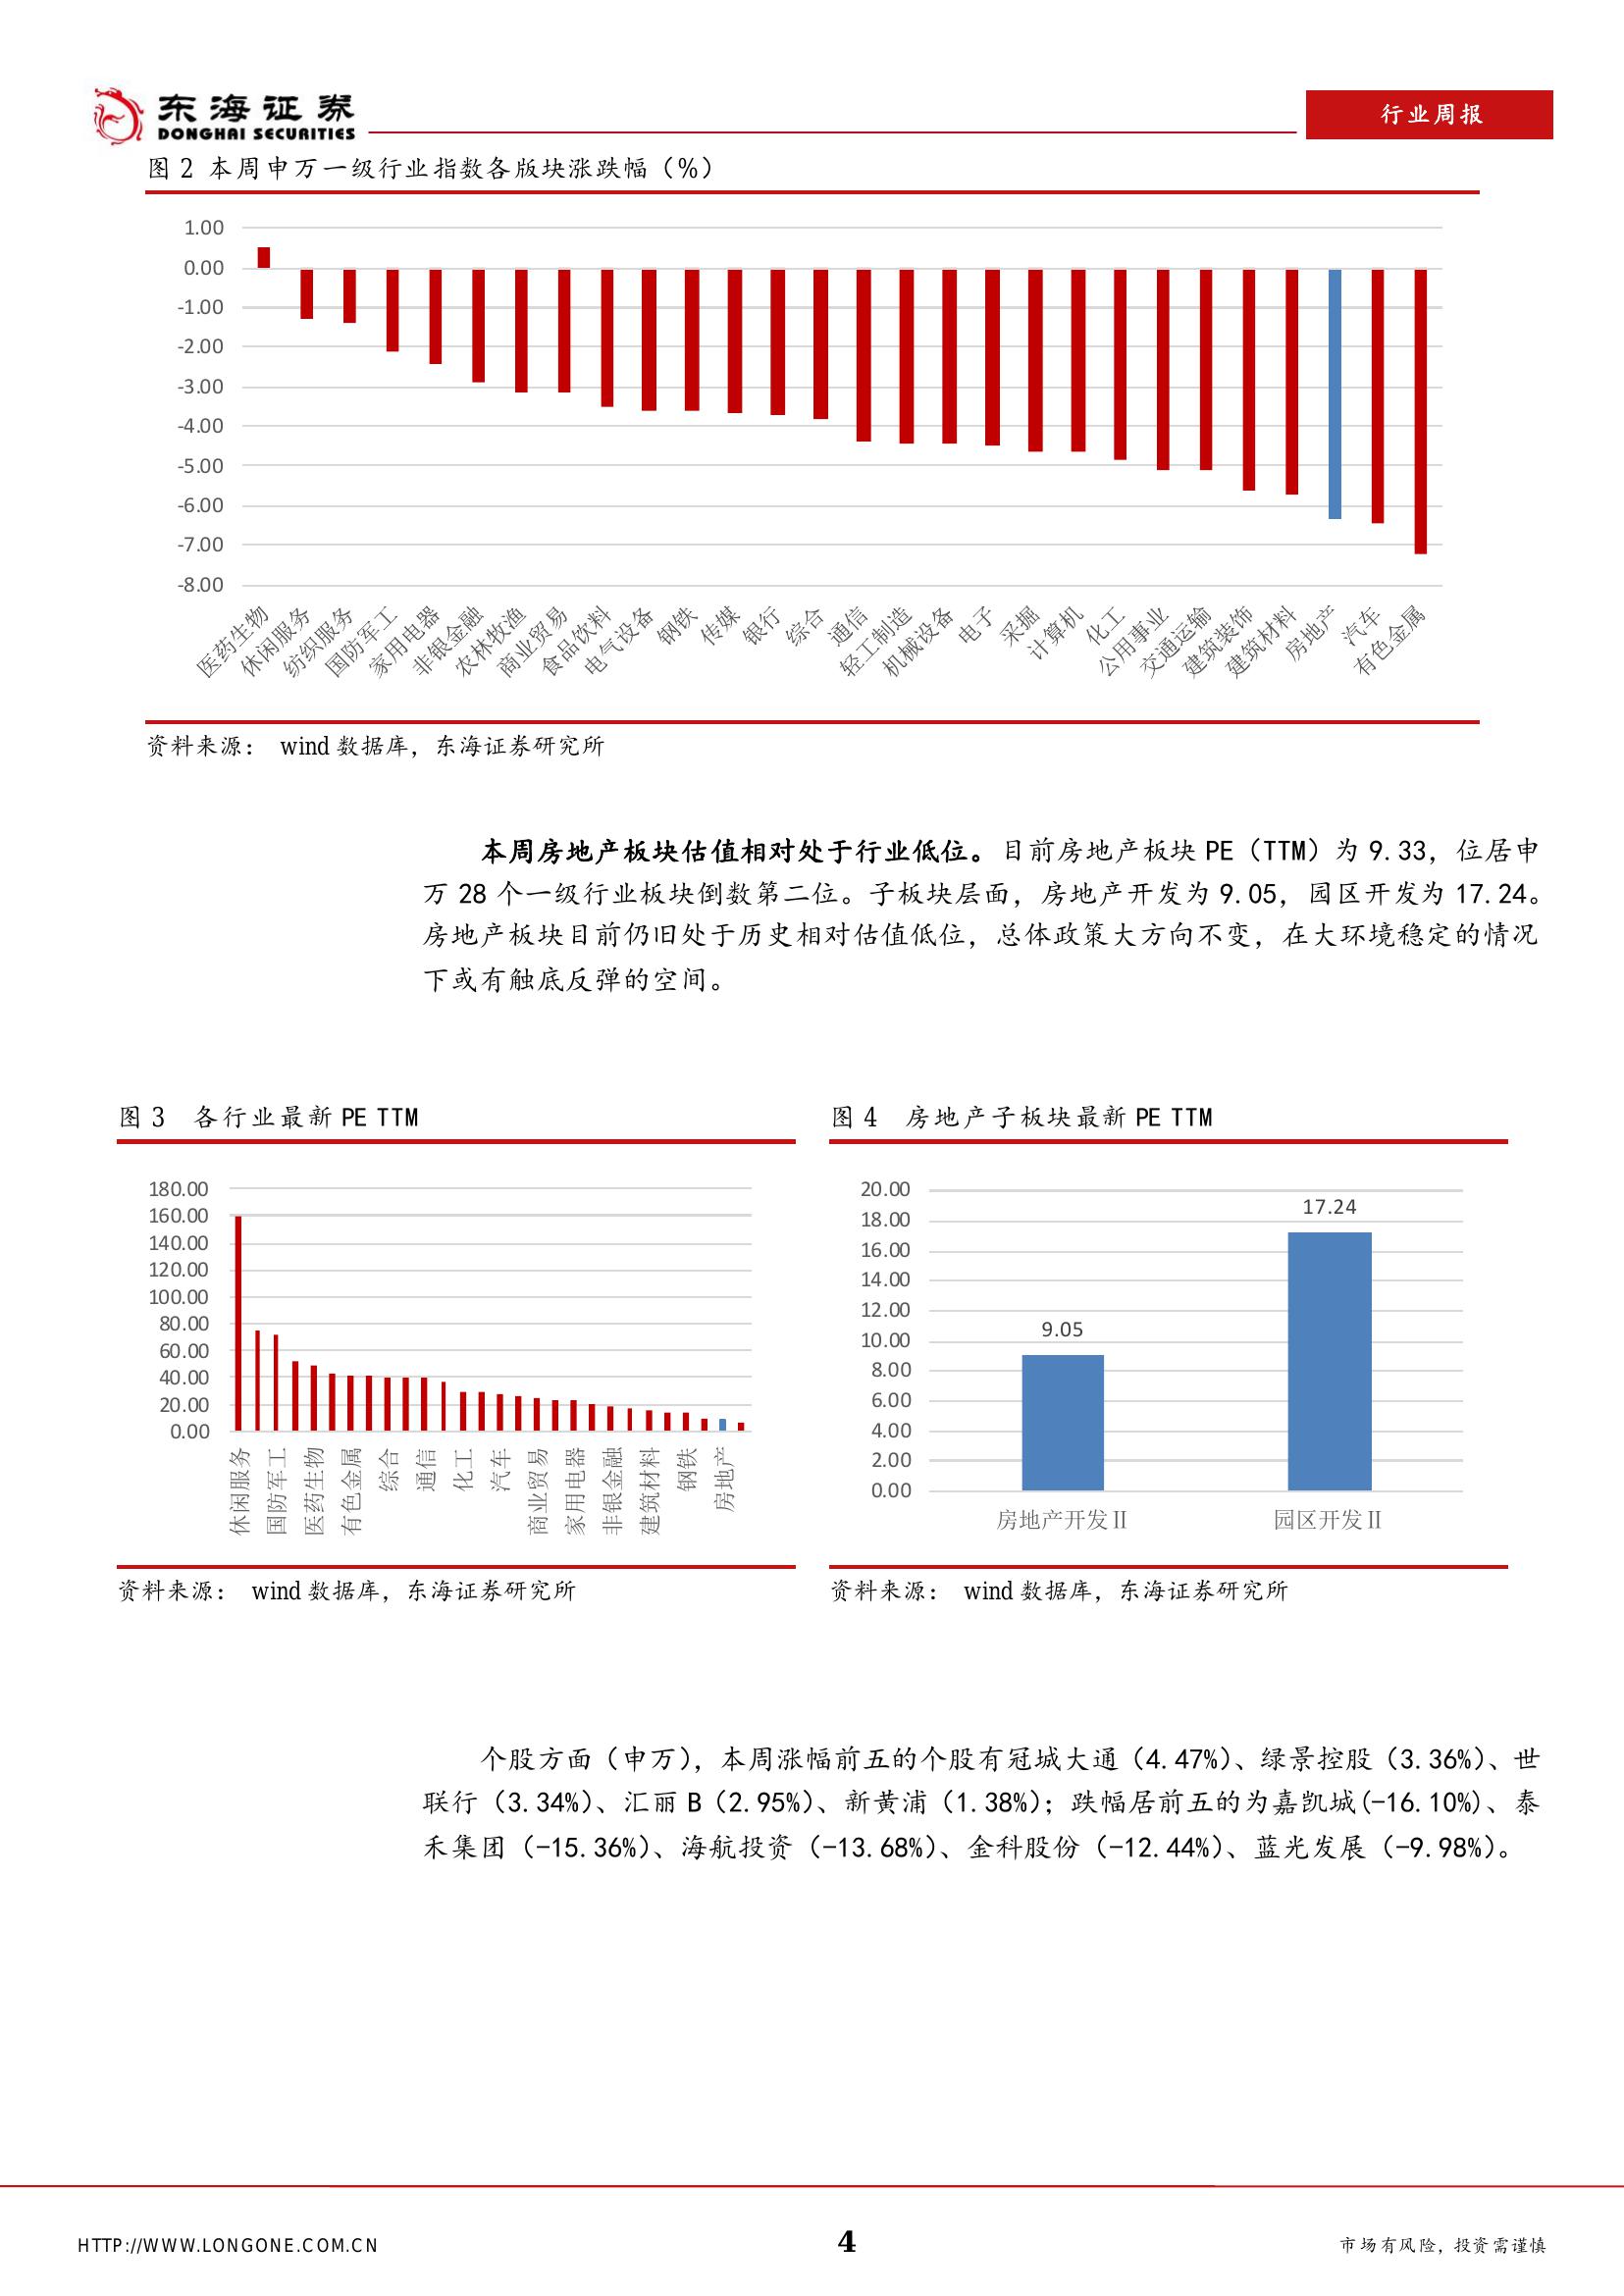 东海证券
DONGHAI SECURITIES
行业周报
图 2 本周申万一级行业指数各版块涨跌幅（%）
1.00
0.00
-1.00
-2.00
-3.00
-4.00
-5.00
-6.00
-7.00
-8.00
医药生物
休闲服务
纺织服务
国防军工
家用电器
非银金融
农林牧渔
商业贸易
食品饮料
电气设备
钢铁
传媒
银行
综合
通信
轻工制造
机械设备
电子
采掘
计算机
化工
公用事业
交通运输
建筑装饰
建筑材料
房地产
汽车
有色金属
资料来源： wind 数据库，东海证券研究所
本周房地产板块估值相对处于行业低位。目前房地产板块 PE（TTM）为 9.33，位居申
万 28 个一级行业板块倒数第二位。子板块层面，房地产开发为 9.05，园区开发为 17.24。
房地产板块目前仍旧处于历史相对估值低位，总体政策大方向不变，在大环境稳定的情况
下或有触底反弹的空间。
图 3 各行业最新 PE TTM
180.00
160.00
140.00
120.00
100.00
80.00
60.00
40.00
20.00
0.00
休闲服务
国防军工
医药生物
有色金属
综合
通信
化工
汽车
商业贸易
家用电器
非银金融
建筑材料
钢铁
房地产
资料来源： wind 数据库，东海证券研究所
图 4 房地产子板块最新 PE TTM
20.00
18.00
16.00
14.00
12.00
10.00
8.00
6.00
4.00
2.00
0.00
9.05
17.24
房地产开发Ⅱ
园区开发Ⅱ
资料来源： wind 数据库，东海证券研究所
个股方面（申万），本周涨幅前五的个股有冠城大通（4.47%）、绿景控股（3.36%）、世
联行（3.34%）、汇丽 B（2.95%）、新黄浦（1.38%）；跌幅居前五的为嘉凯城(-16.10%)、泰
禾集团（-15.36%）、海航投资（-13.68%）、金科股份（-12.44%）、蓝光发展（-9.98%）。
HTTP://WWW.LONGONE.COM.CN
4
市场有风险，投资需谨慎